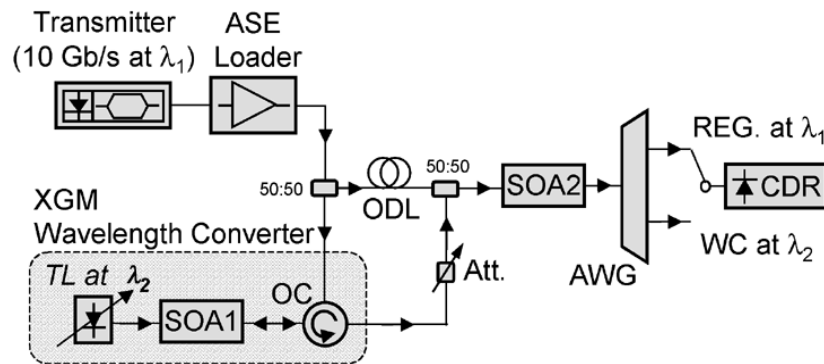 Transmitter
(10 Gb/s at λ1)
ASE
Loader
50:50
ODL
50:50
SOA2
AWG
REG. at λ1
CDR
WC at λ2
XGM
Wavelength Converter
TL at λ2
SOA1
OC
Att.